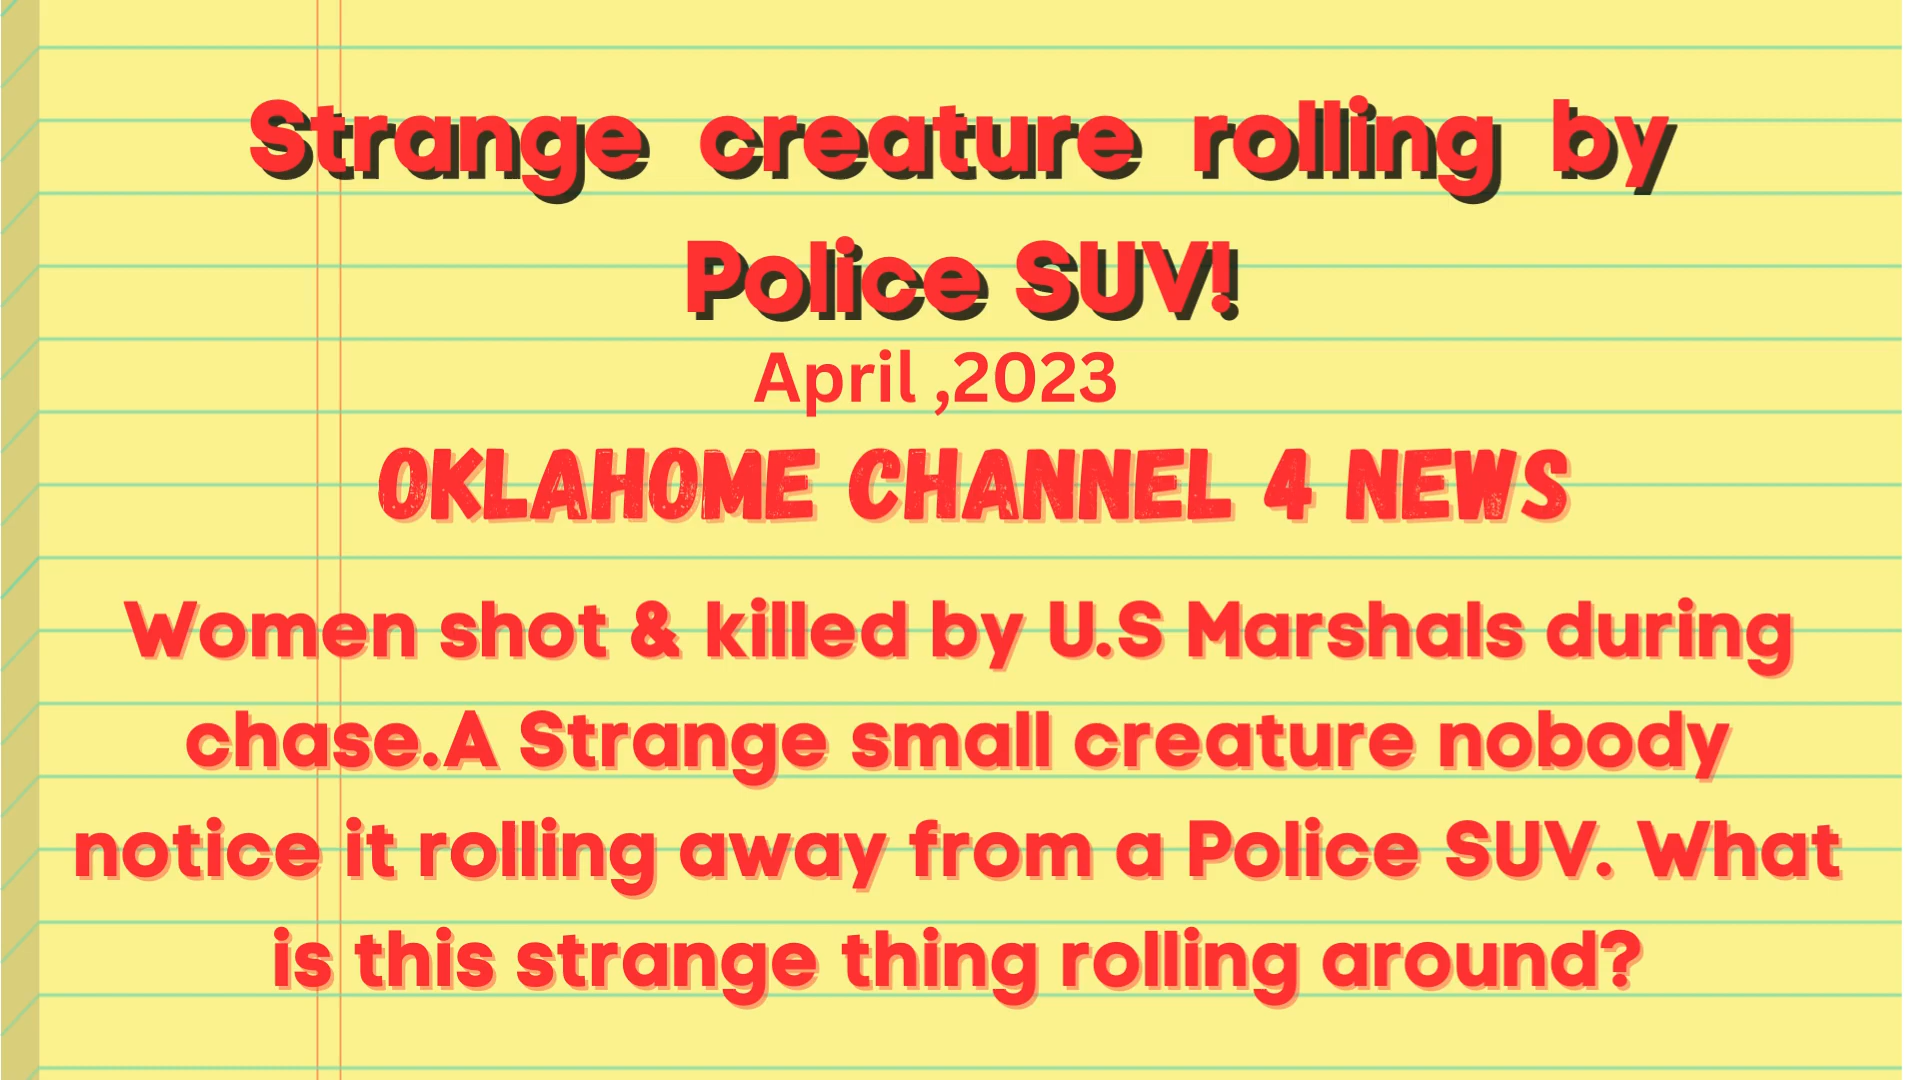 Strange creature rolling by
Police SUV!
April ,2023
OKLAHOME CHANNEL 4 NEWS
Women shot & killed by U.S Marshals during
chase.A Strange small creature nobody
notice it rolling away from a Police SUV. What
is this strange thing rolling around?